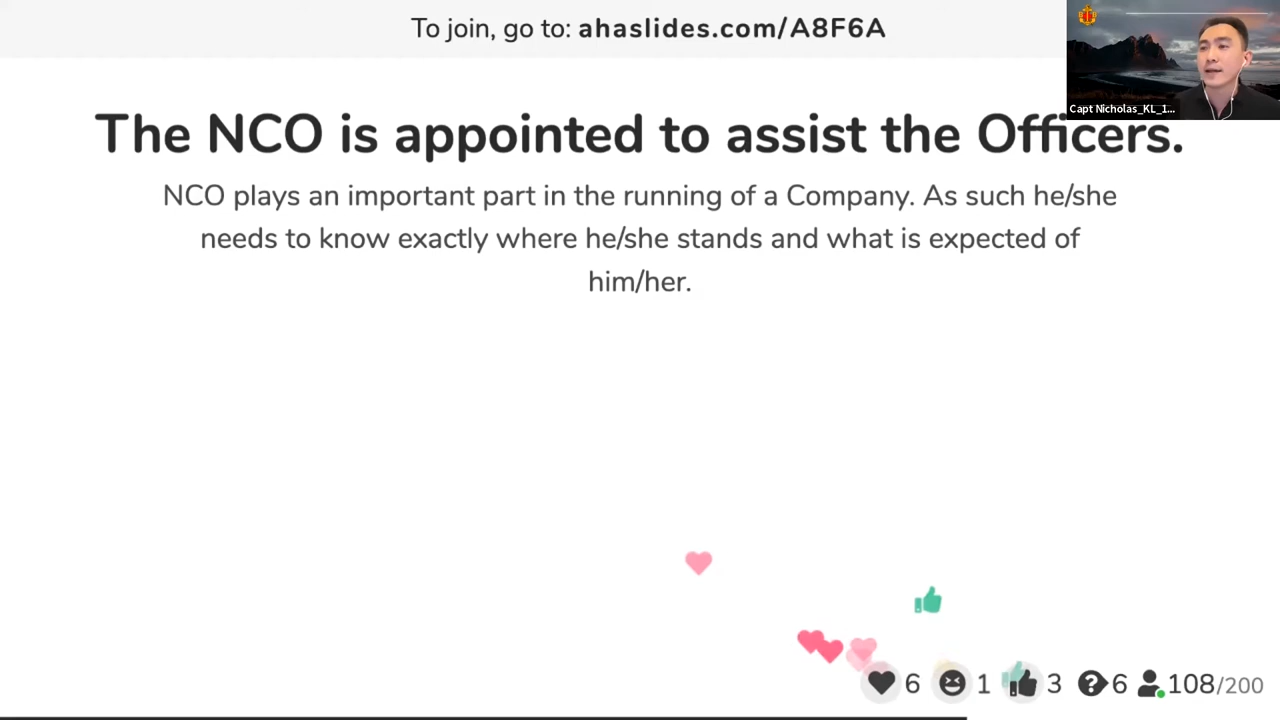 To join, go to: ahaslides.com/A8F6A
Capt Nicholas_KL_1...
The NCO is appointed to assist the Officers.
NCO plays an important part in the running of a Company. As such he/she
needs to know exactly where he/she stands and what is expected of
him/her.
6 1 3 6 108/200